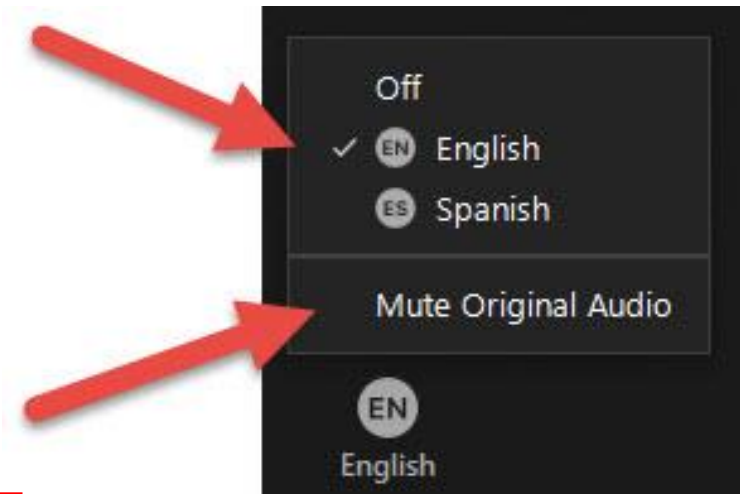 Off
EN English
ES Spanish
Mute Original Audio
EN
English